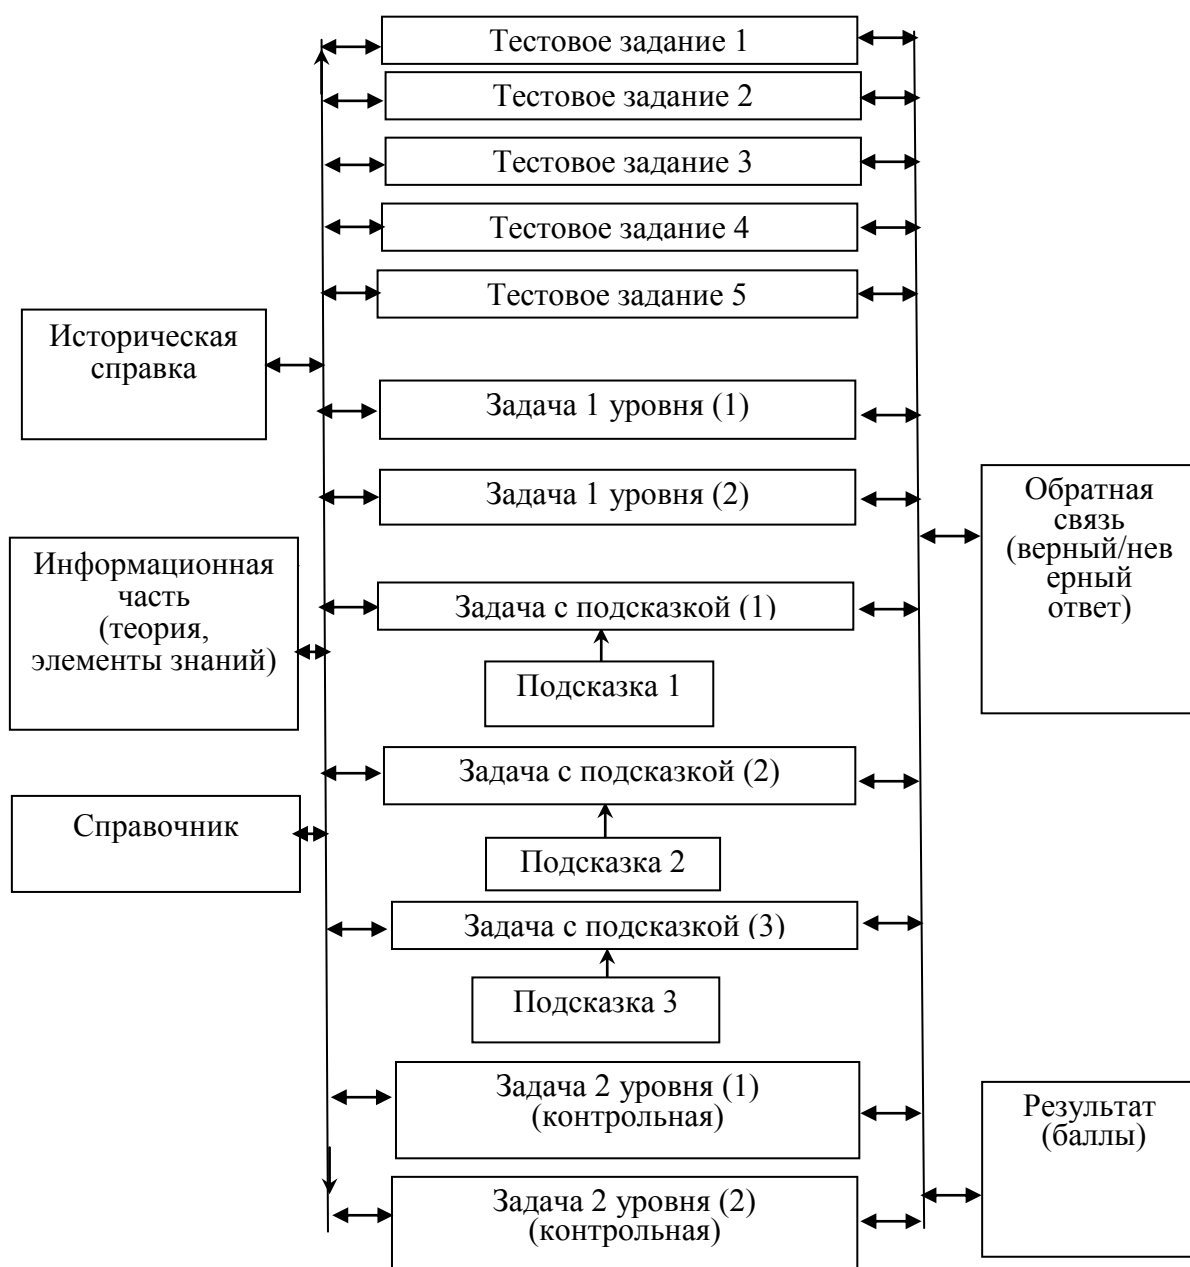 Тестовое задание 1
Тестовое задание 2
Тестовое задание 3
Тестовое задание 4
Тестовое задание 5
Историческая
справка
Задача 1 уровня (1)
Задача 1 уровня (2)
Обратная
связь
(верный/нев
ерный
ответ)
Информационная
часть
(теория,
элементы знаний)
Задача с подсказкой (1)
Подсказка 1
Задача с подсказкой (2)
Справочник
Подсказка 2
Задача с подсказкой (3)
Подсказка 3
Задача 2 уровня (1)
(контрольная)
Результат
(баллы)
Задача 2 уровня (2)
(контрольная)